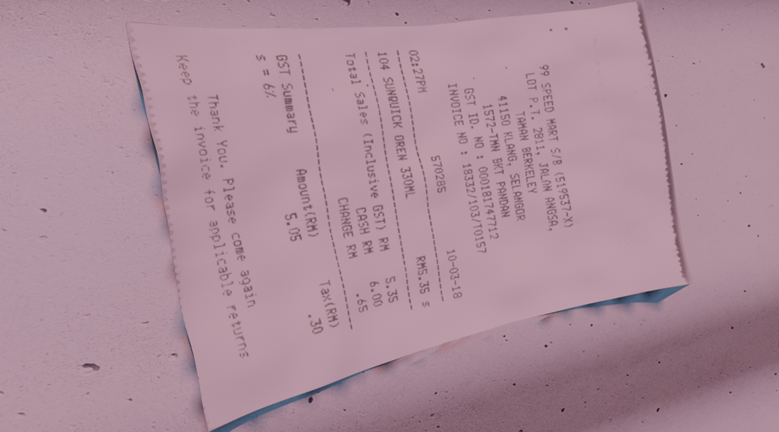 99 SPEED MART S/B (519537-X)
LOT P.T. 2811, JALAN ANGSA,
TAMAN BERKELEY
41150 KLANG, SELANGOR
1572-TMN BKT PANDAN
GST ID. NO : 000181747712
INVOICE NO : 18332/103/T0157
02:27PM 570285 10-03-18
104 SUNQUICK OREN 330ML RM5.35 S
Total Sales (Inclusive GST) RM 5.35
CASH RM 6.00
CHANGE RM .65
GST Summary Amount(RM) Tax(RM)
S = 6% 5.05 .30
Thank You. Please come again
Keep the invoice for applicable returns